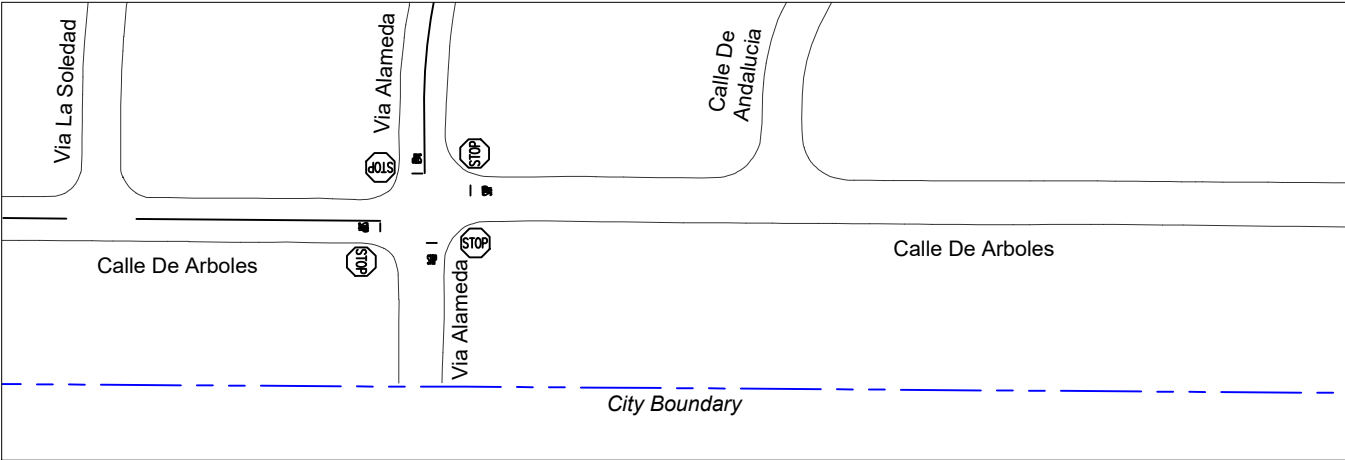 Via La Soledad
Via Alameda
Calle De
Andalucia
STOP
STOP
STOP
STOP
Calle De Arboles
Calle De Arboles
Via Alameda
City Boundary